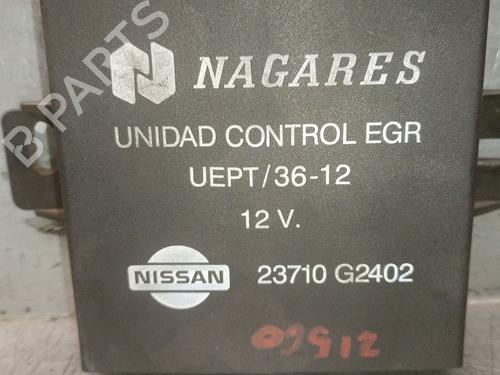 NAGARES
UNIDAD CONTROL EGR
UEPT/36-12
12 V.
NISSAN 23710 G2402
B-PARTS